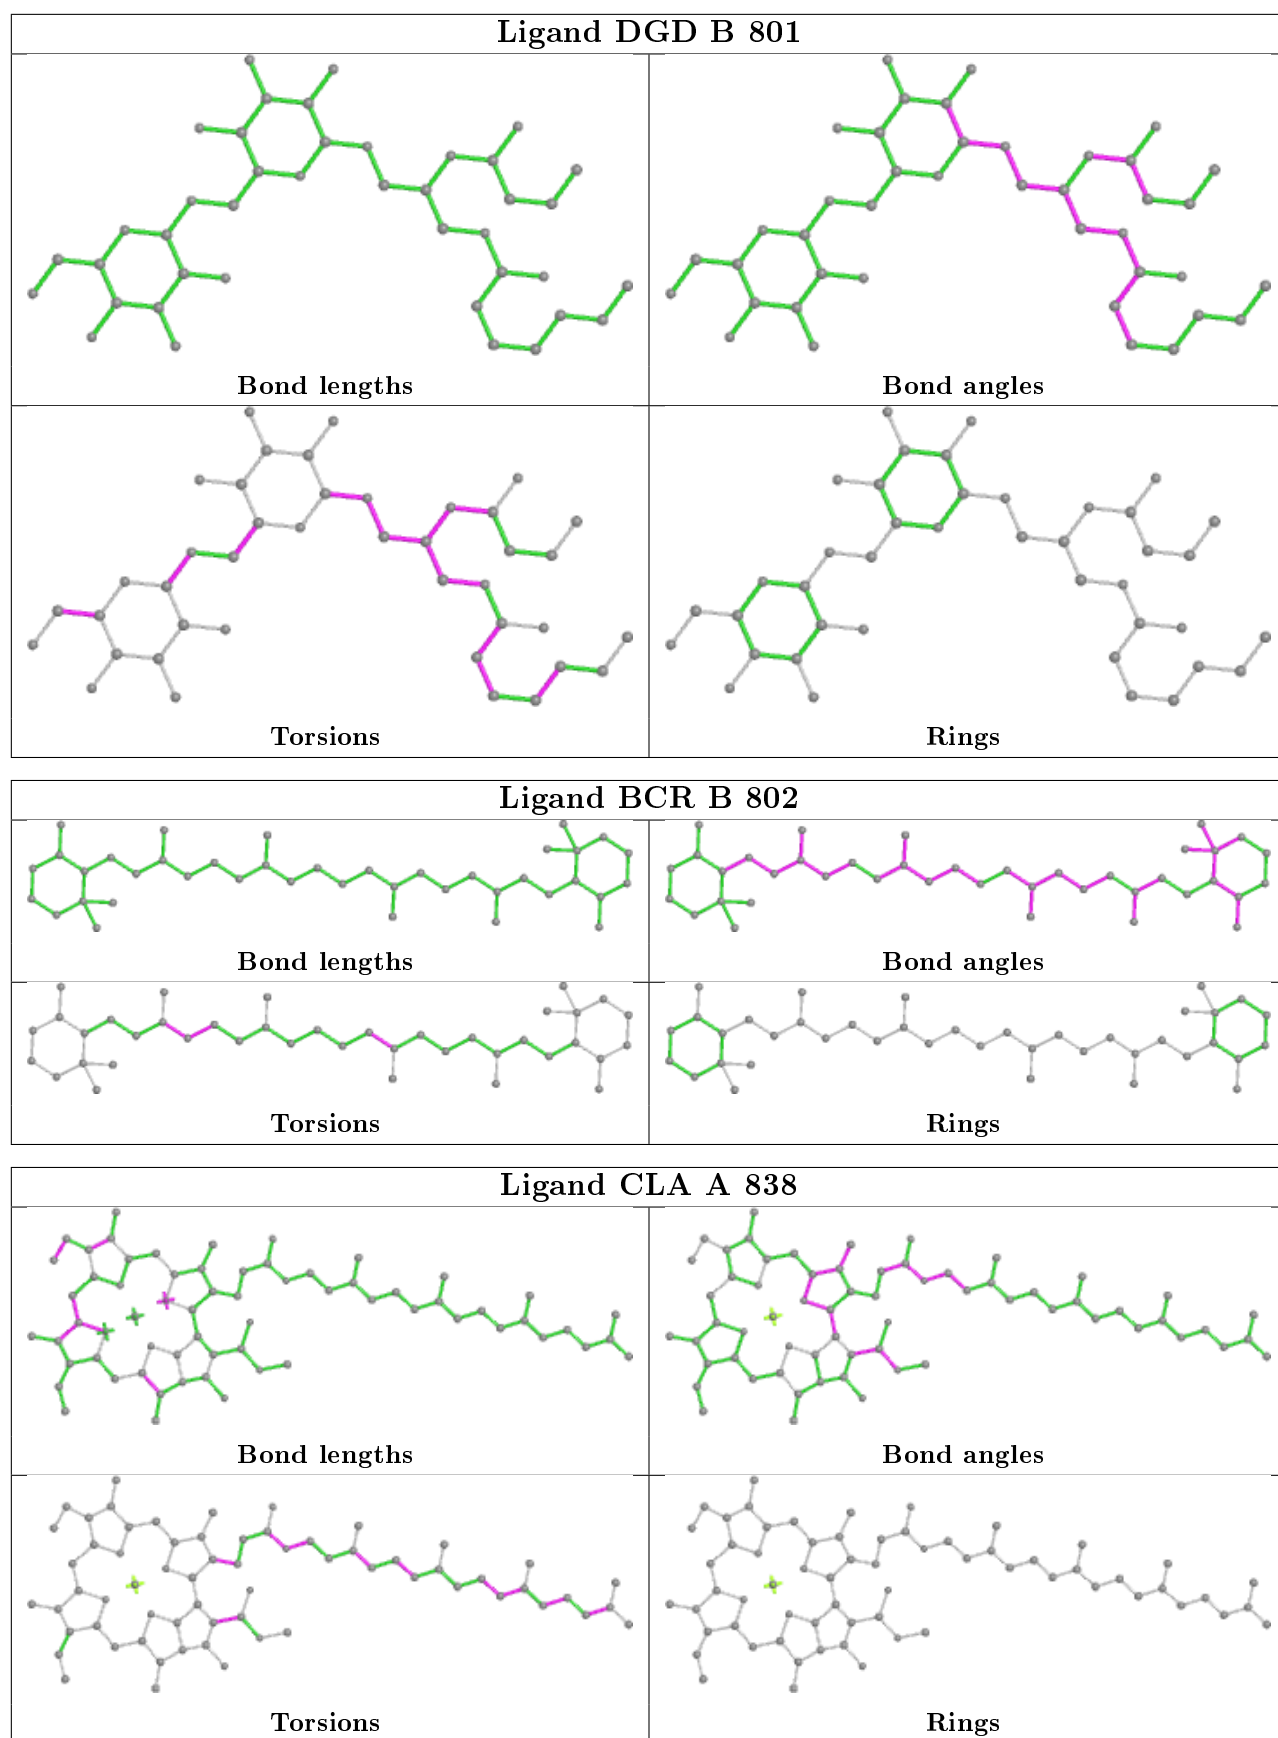 Ligand DGD B 801
Bond lengths
Bond angles
Torsions
Rings
Ligand BCR B 802
Bond lengths
Bond angles
Torsions
Rings
Ligand CLA A 838
Bond lengths
Bond angles
Torsions
Rings